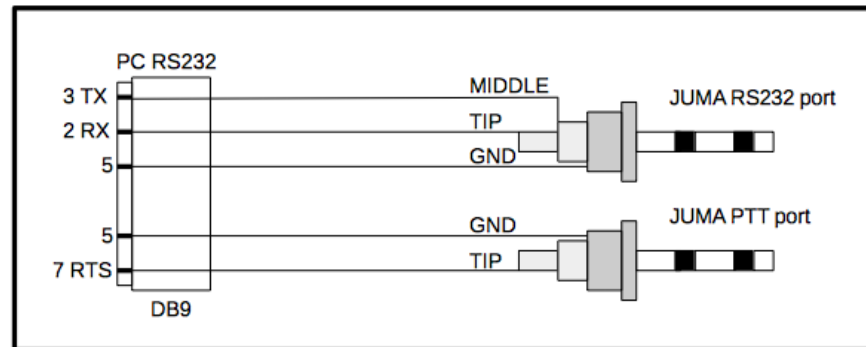 PC RS232
3 TX
MIDDLE
JUMA RS232 port
2 RX
TIP
5
GND
JUMA PTT port
5
GND
7 RTS
TIP
DB9